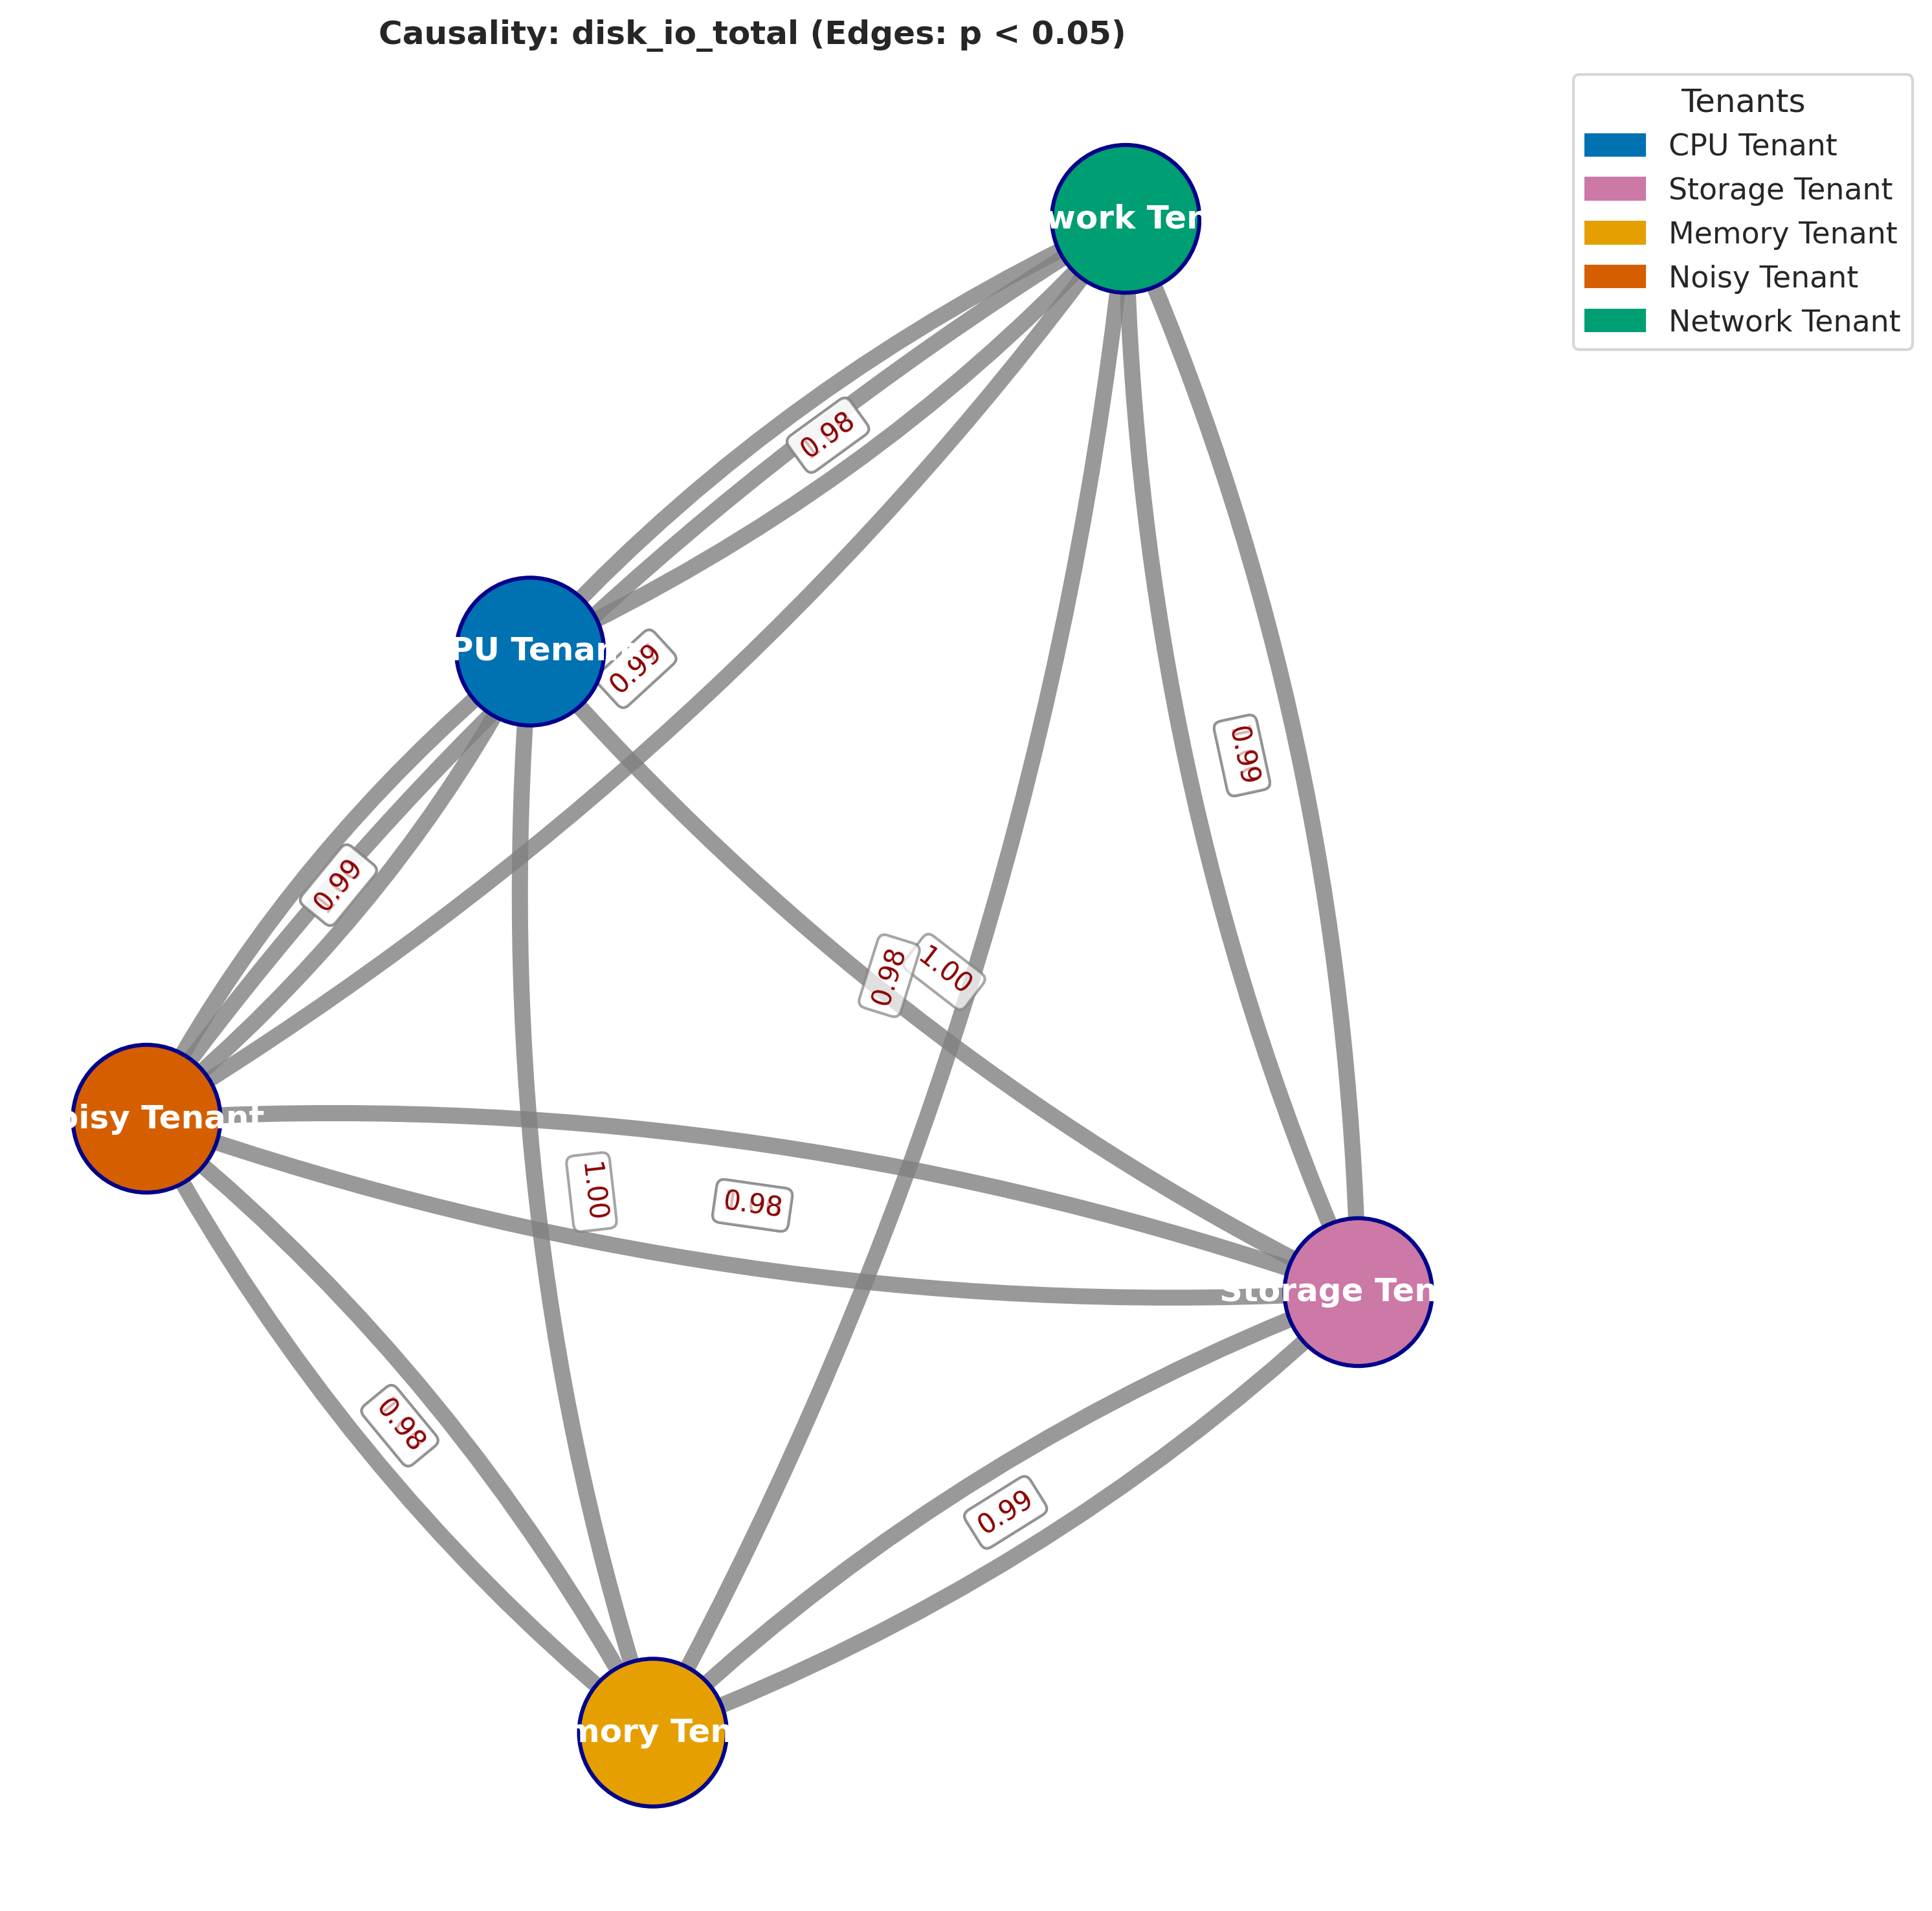 Causality: disk_io_total (Edges: p < 0.05)
Tenants
CPU Tenant
Storage Tenant
Memory Tenant
Noisy Tenant
Network Tenant
work Ten
0.98
PU Tenan
0.99
0.99
0.99
0.98
1.00
oisy Tenant
1.00
0.98
Storage Ten
0.98
0.99
mory Ten